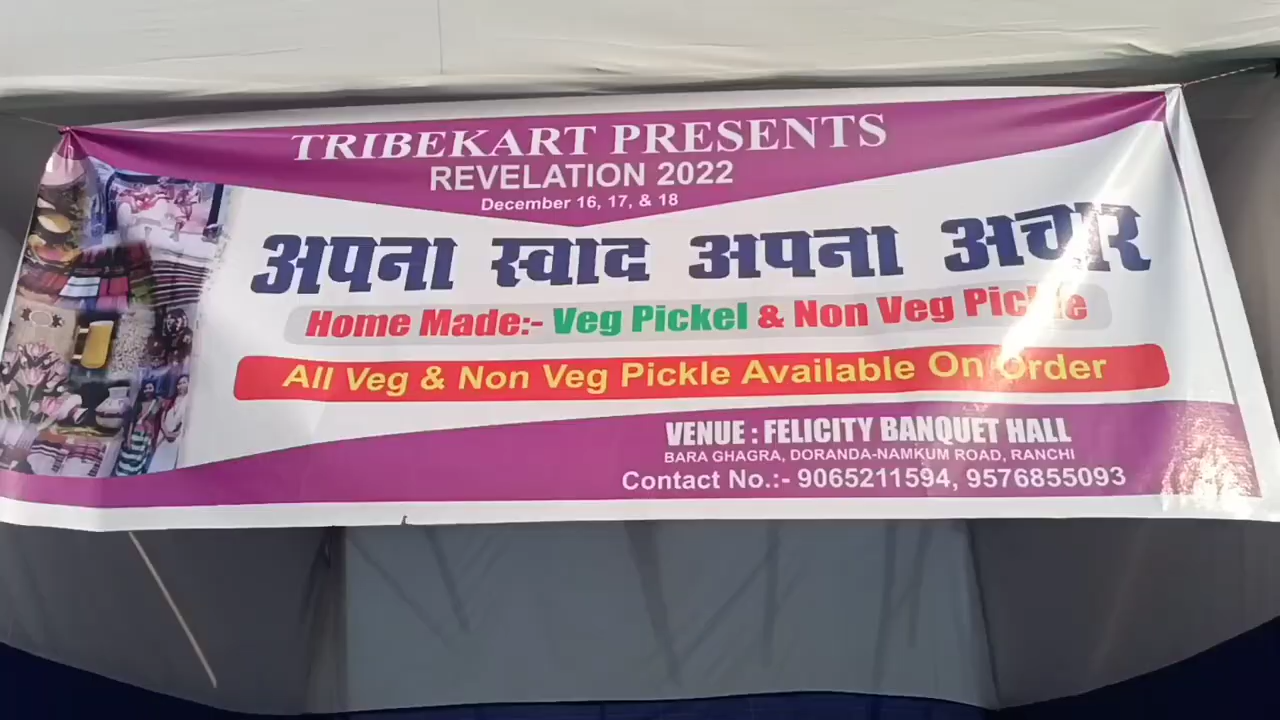 TRIBEKART PRESENTS
REVELATION 2022
December 16, 17, & 18
अपना स्वाद अपना अचार
Home Made:- Veg Pickel & Non Veg Pickle
All Veg & Non Veg Pickle Available On Order
VENUE : FELICITY BANQUET HALL
BARA GHAGRA, DORANDA-NAMKUM ROAD, RANCHI
Contact No.:- 9065211594, 9576855093